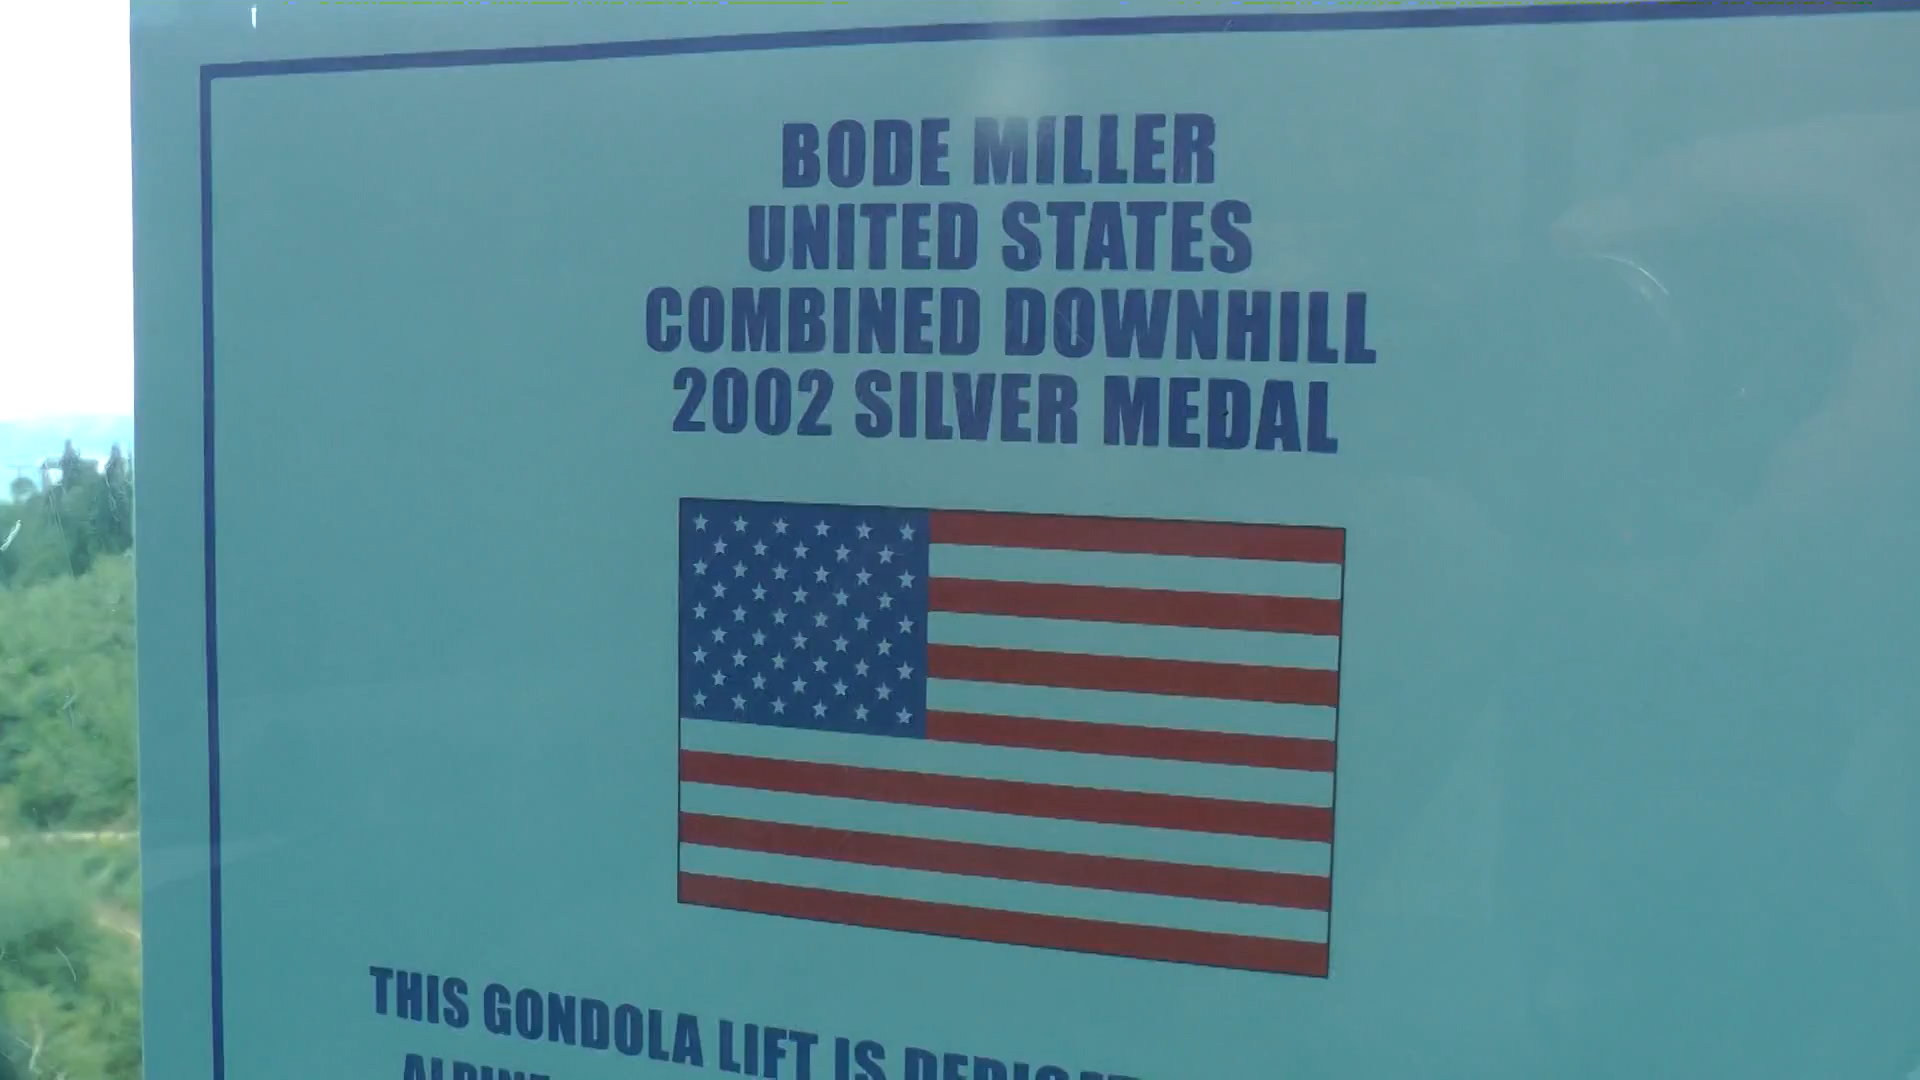 BODE MILLER
UNITED STATES
COMBINED DOWNHILL
2002 SILVER MEDAL
THIS GONDOLA LIFT IS